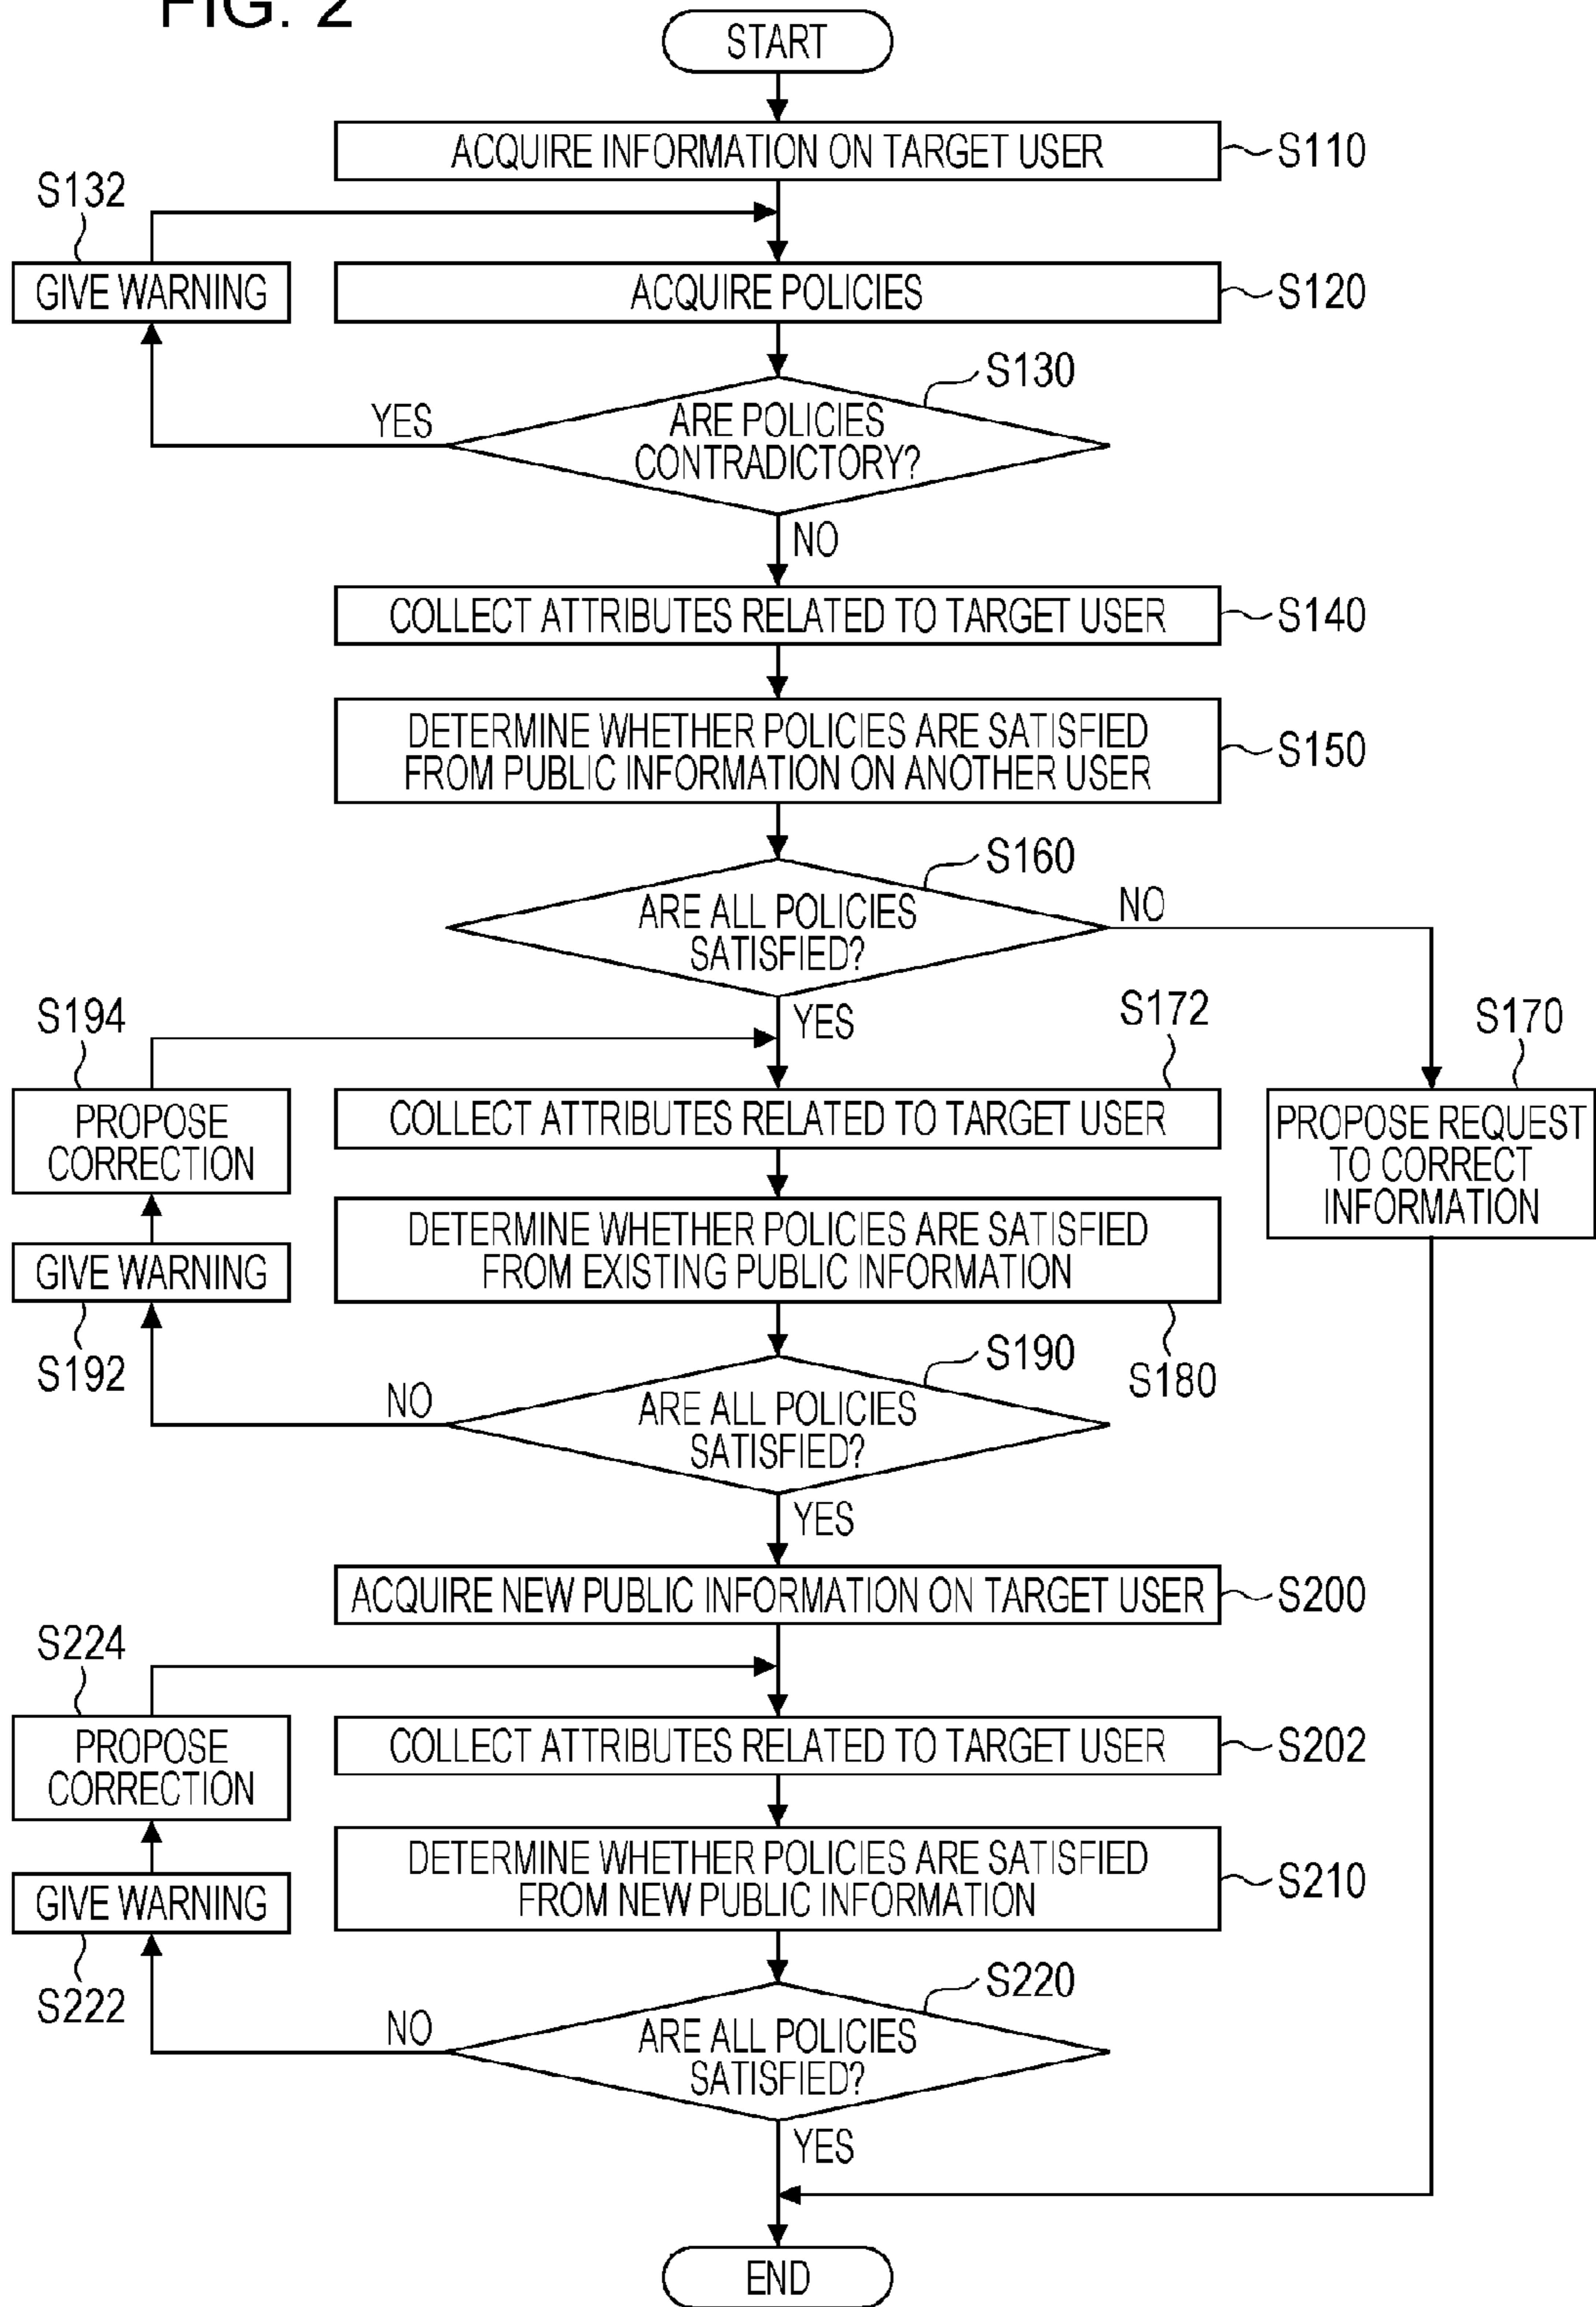 FIG. 2
START
ACQUIRE INFORMATION ON TARGET USER
S110
S132
GIVE WARNING
ACQUIRE POLICIES
S120
S130
YES
ARE POLICIES
CONTRADICTORY?
NO
COLLECT ATTRIBUTES RELATED TO TARGET USER
S140
DETERMINE WHETHER POLICIES ARE SATISFIED
FROM PUBLIC INFORMATION ON ANOTHER USER
S150
S160
ARE ALL POLICIES
SATISFIED?
NO
YES
S194
S172
S170
PROPOSE
CORRECTION
COLLECT ATTRIBUTES RELATED TO TARGET USER
PROPOSE REQUEST
TO CORRECT
INFORMATION
GIVE WARNING
DETERMINE WHETHER POLICIES ARE SATISFIED
FROM EXISTING PUBLIC INFORMATION
S192
S190
S180
NO
ARE ALL POLICIES
SATISFIED?
YES
ACQUIRE NEW PUBLIC INFORMATION ON TARGET USER
S200
S224
PROPOSE
CORRECTION
COLLECT ATTRIBUTES RELATED TO TARGET USER
S202
GIVE WARNING
DETERMINE WHETHER POLICIES ARE SATISFIED
FROM NEW PUBLIC INFORMATION
S210
S222
S220
NO
ARE ALL POLICIES
SATISFIED?
YES
END